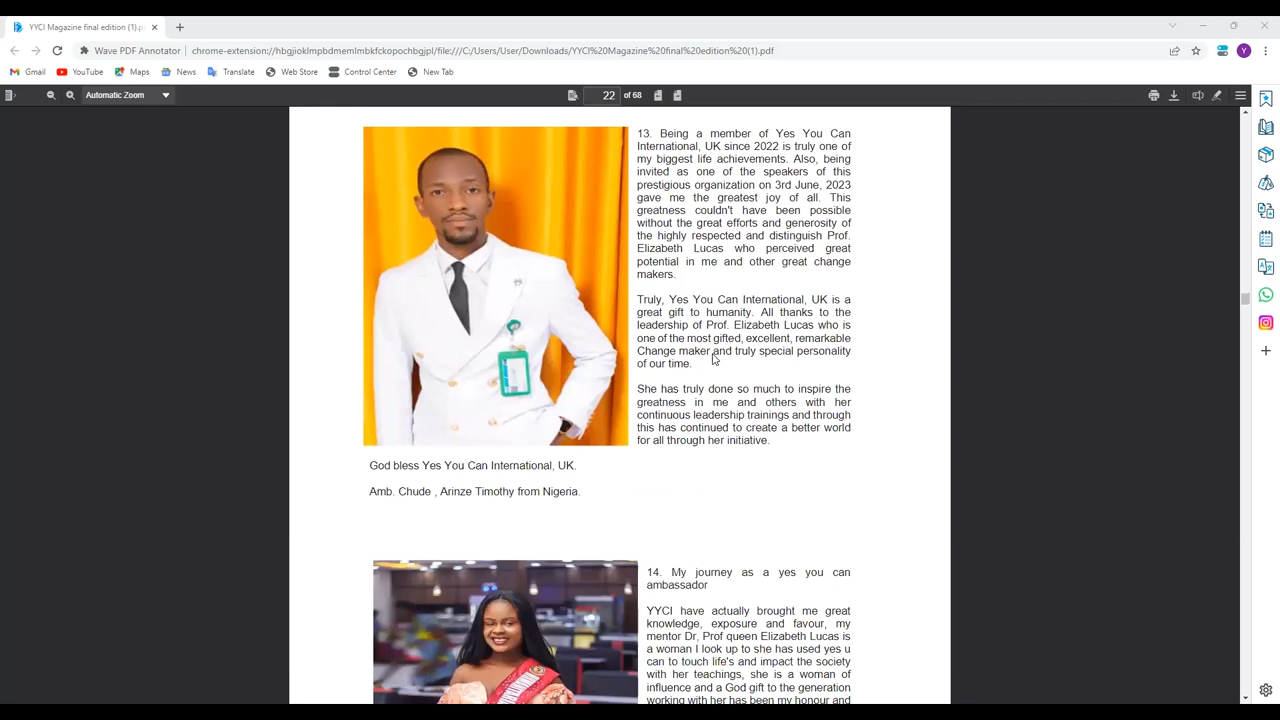 YYCI Magazine final edition (1).p
Wave PDF Annotator
chrome-extension://hbgjioklmpbdmemlmbkfckopochbgjpl/file:///C:/Users/User/Downloads/YYCI%20Magazine%20final%20edition%20(1).pdf
Y
Gmail
YouTube
Maps
News
Translate
Web Store
Control Center
New Tab
Automatic Zoom
22 of 68
13. Being a member of Yes You Can
International, UK since 2022 is truly one of
my biggest life achievements. Also, being
invited as one of the speakers of this
prestigious organization on 3rd June, 2023
gave me the greatest joy of all. This
greatness couldn't have been possible
without the great efforts and generosity of
the highly respected and distinguish Prof.
Elizabeth Lucas who perceived great
potential in me and other great change
makers.
Truly, Yes You Can International, UK is a
great gift to humanity. All thanks to the
leadership of Prof. Elizabeth Lucas who is
one of the most gifted, excellent, remarkable
Change maker and truly special personality
of our time.
She has truly done so much to inspire the
greatness in me and others with her
continuous leadership trainings and through
this has continued to create a better world
for all through her initiative.
God bless Yes You Can International, UK.
Amb. Chude , Arinze Timothy from Nigeria.
14. My journey as a yes you can
ambassador
YYCI have actually brought me great
knowledge, exposure and favour, my
mentor Dr, Prof queen Elizabeth Lucas is
a woman I look up to she has used yes u
can to touch life's and impact the society
with her teachings, she is a woman of
influence and a God gift to the generation
working with her has been my honour and